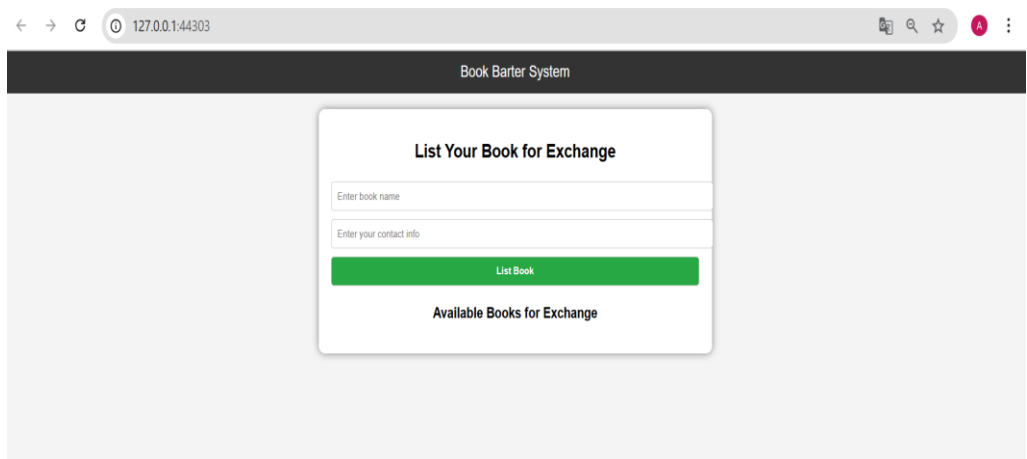 127.0.0.1:44303
A
Book Barter System
List Your Book for Exchange
Enter book name
Enter your contact info
List Book
Available Books for Exchange